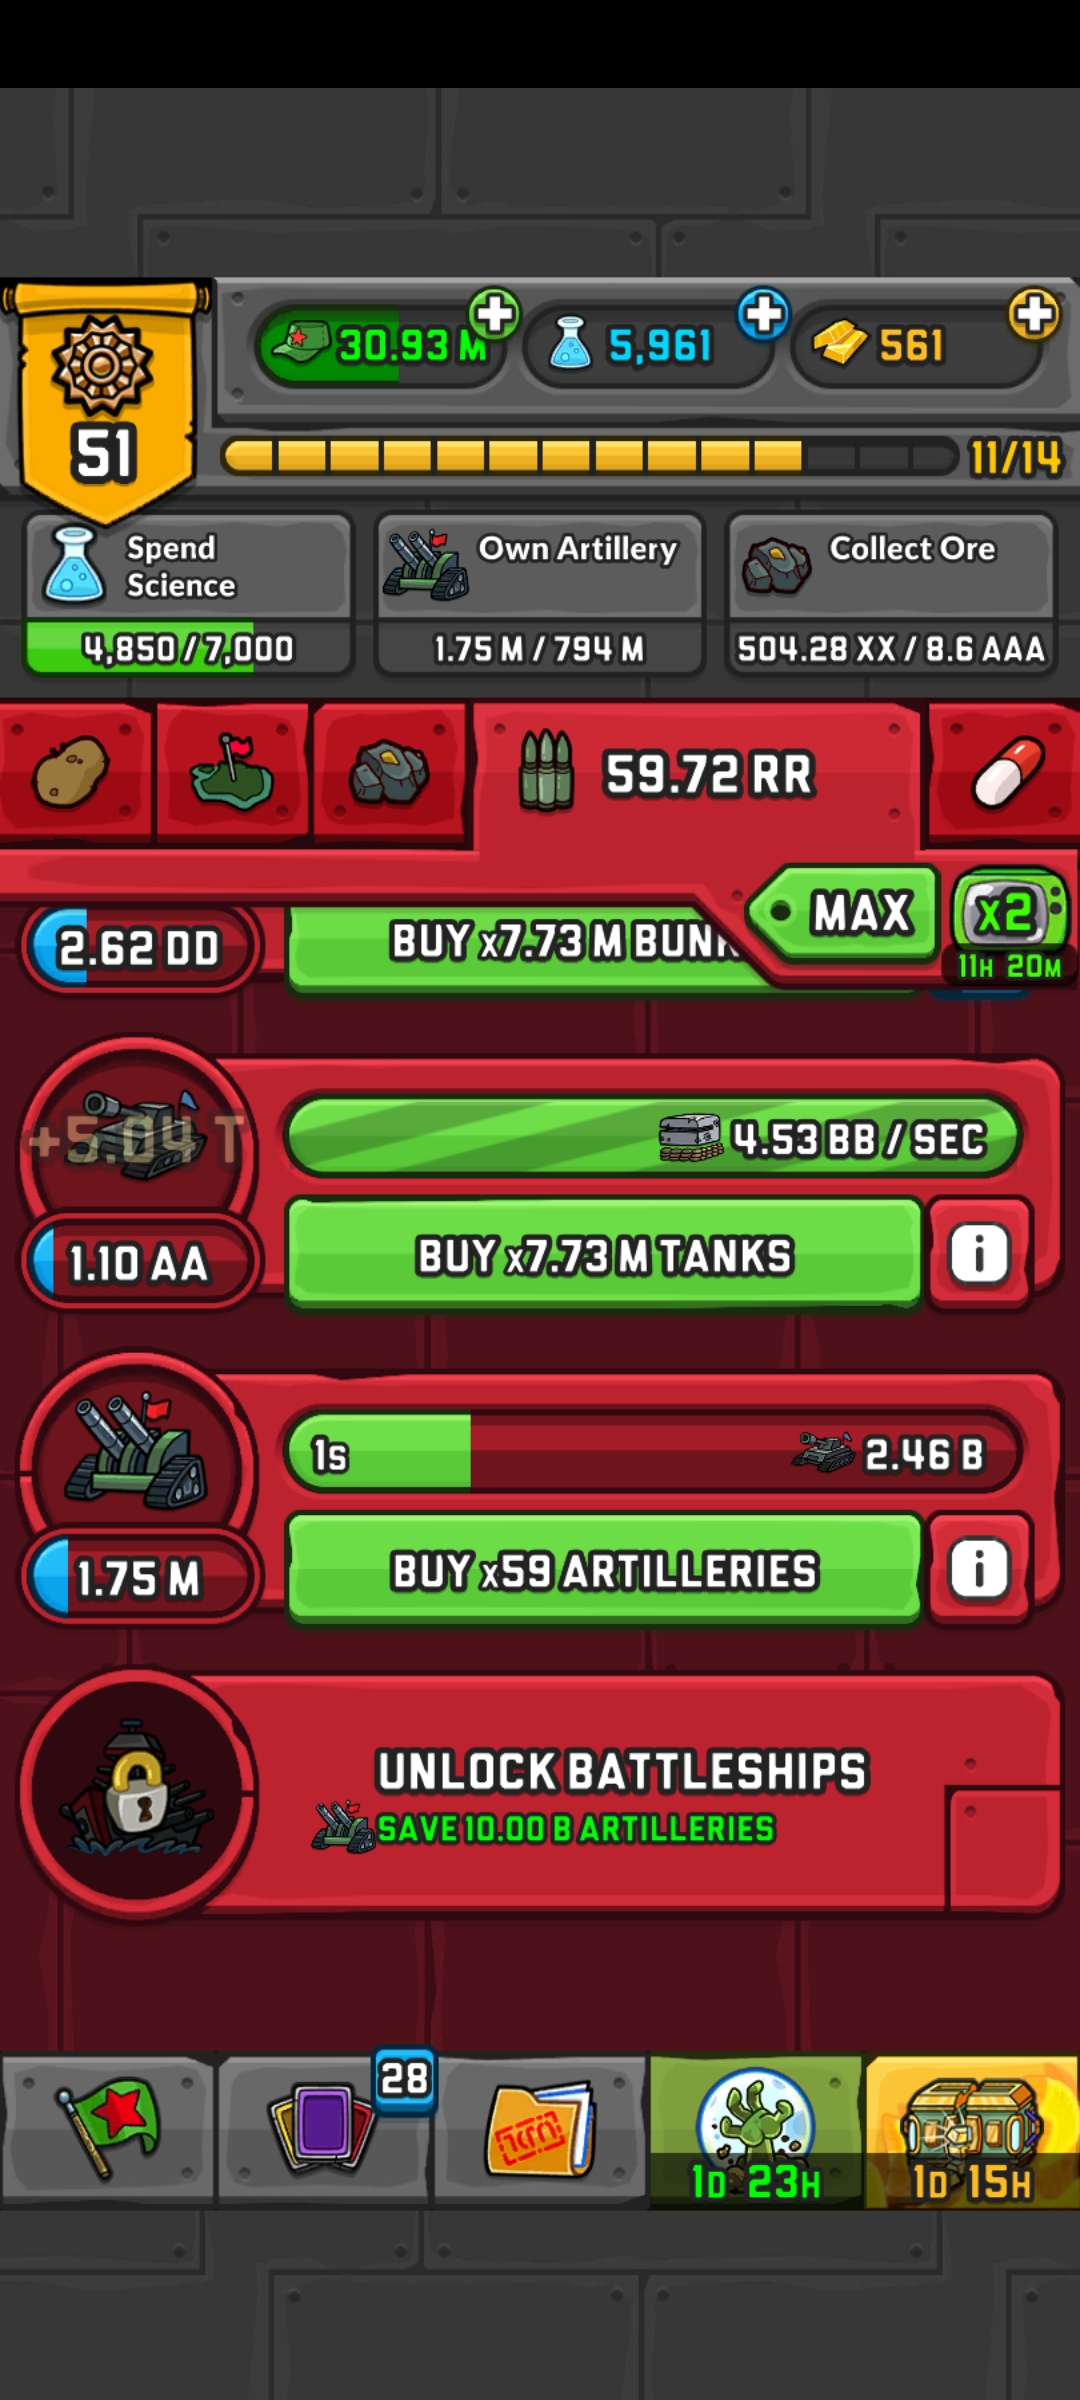 30.93 M
5,961
561
51
11/14
Spend
Science
4,850 / 7,000
Own Artillery
1.75 M / 794 M
Collect Ore
504.28 XX / 8.6 AAA
59.72 RR
MAX
x2
11H 20M
2.62 DD
BUY x7.73 M
+5.04 T
4.53 BB / SEC
1.10 AA
BUY x7.73 M TANKS
i
1s
2.46 B
1.75 M
BUY x59 ARTILLERIES
i
UNLOCK BATTLESHIPS
SAVE 10.00 B ARTILLERIES
28
1D 23H
1D 15H